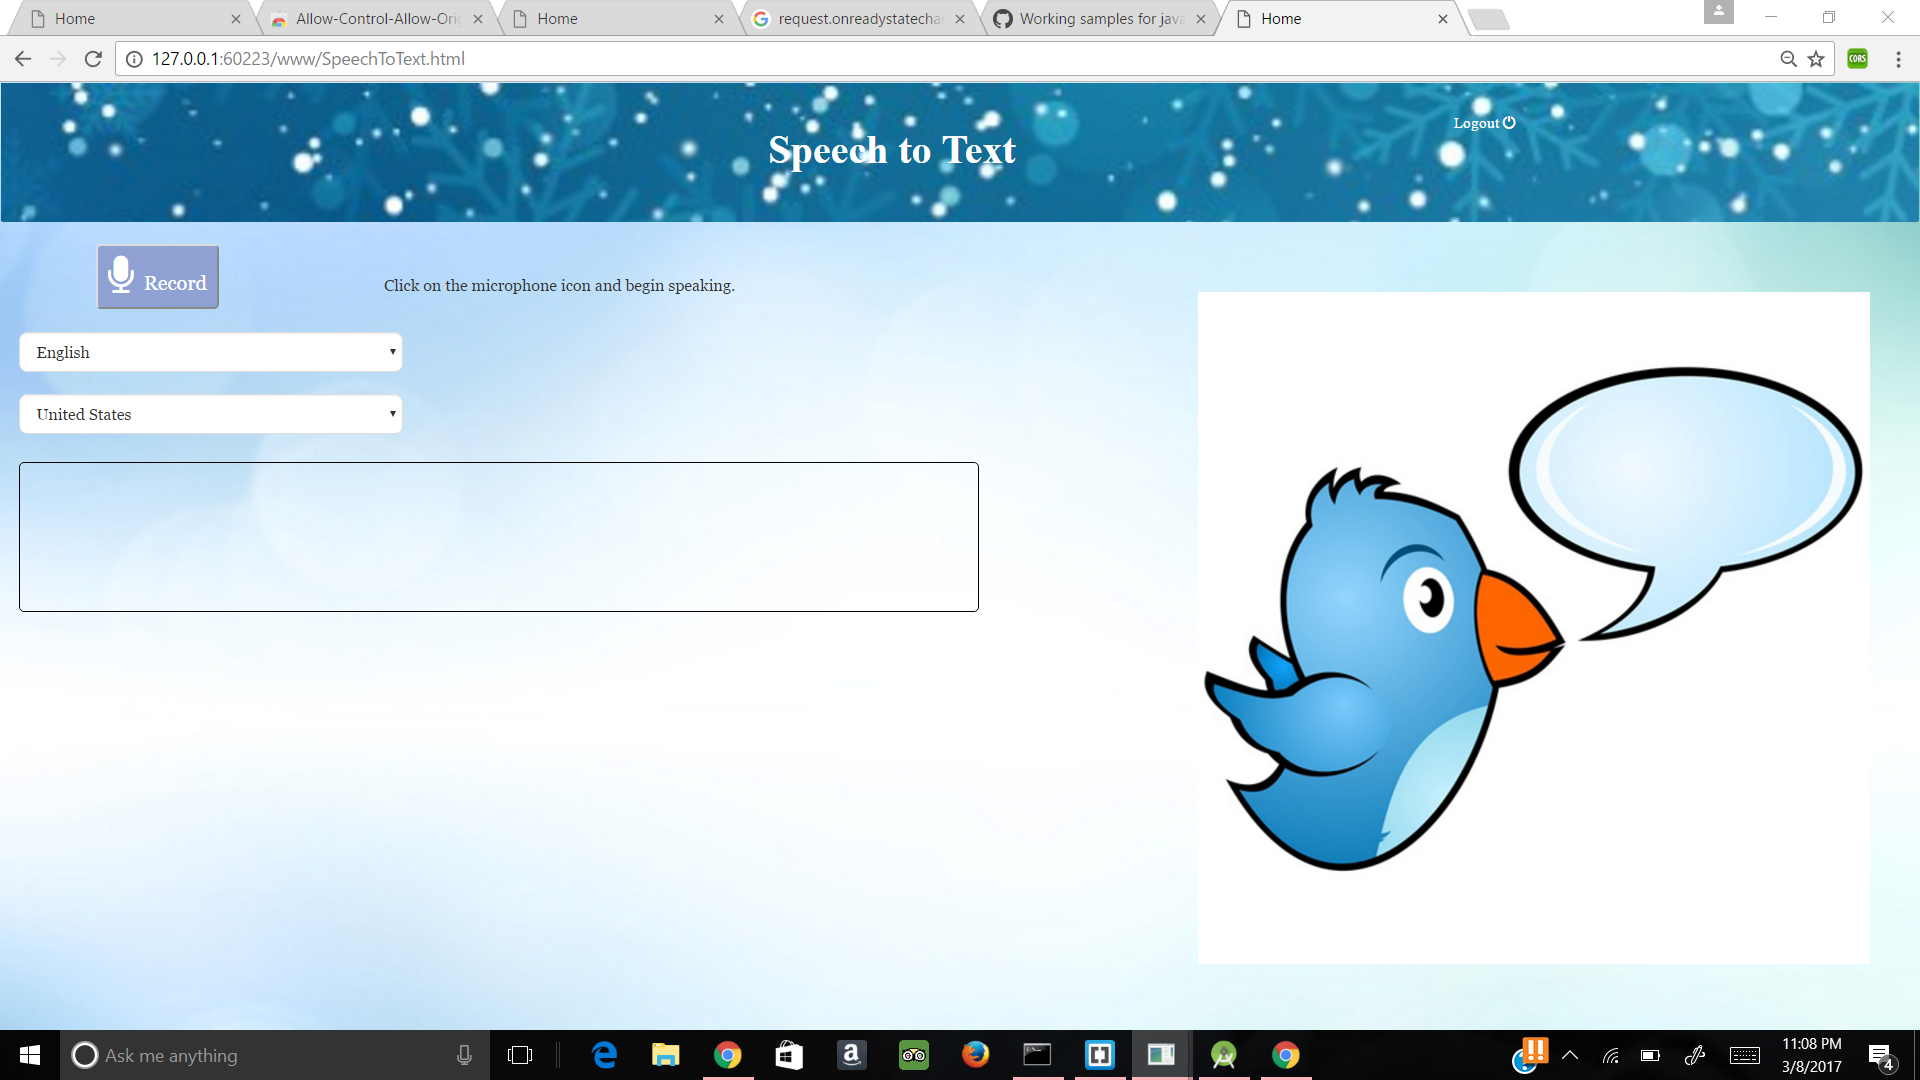 Home
Allow-Control-Allow-Ori
Home
request.onreadystatecha
Working samples for java
Home
127.0.0.1:60223/www/SpeechToText.html
CORS
Logout
Speech to Text
Record
Click on the microphone icon and begin speaking.
English
United States
Ask me anything
11:08 PM
3/8/2017
4